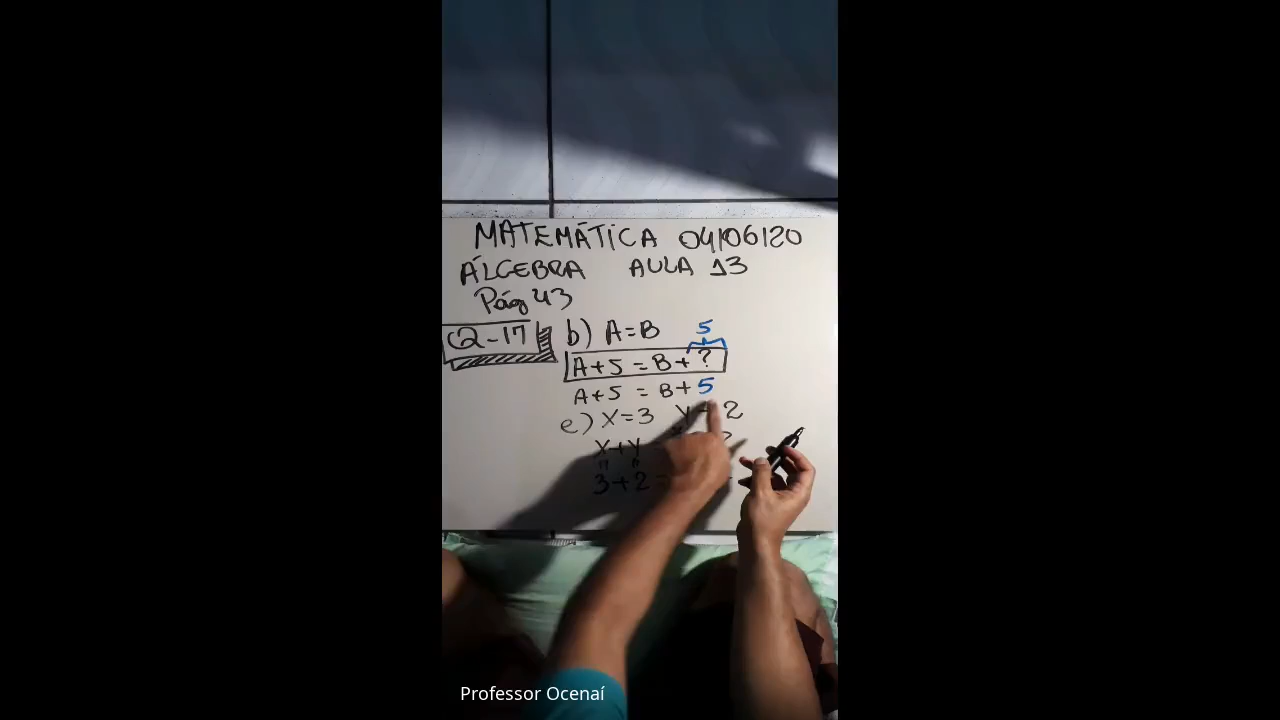 MATEMÁTICA 04/06/20
ÁLGEBRA AULA 13
Pág 43
Q-17 b) A=B 5
A+5 = B+?
A+5 = B+5
e) X=3 Y 2
X+Y
3+2 =
Professor Ocenaí